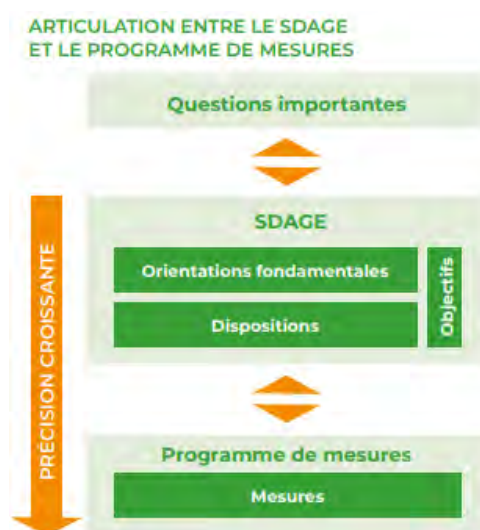 ARTICULATION ENTRE LE SDAGE
ET LE PROGRAMME DE MESURES
Questions importantes
PRÉCISION CROISSANTE
SDAGE
Orientations fondamentales
Dispositions
Objectifs
Programme de mesures
Mesures